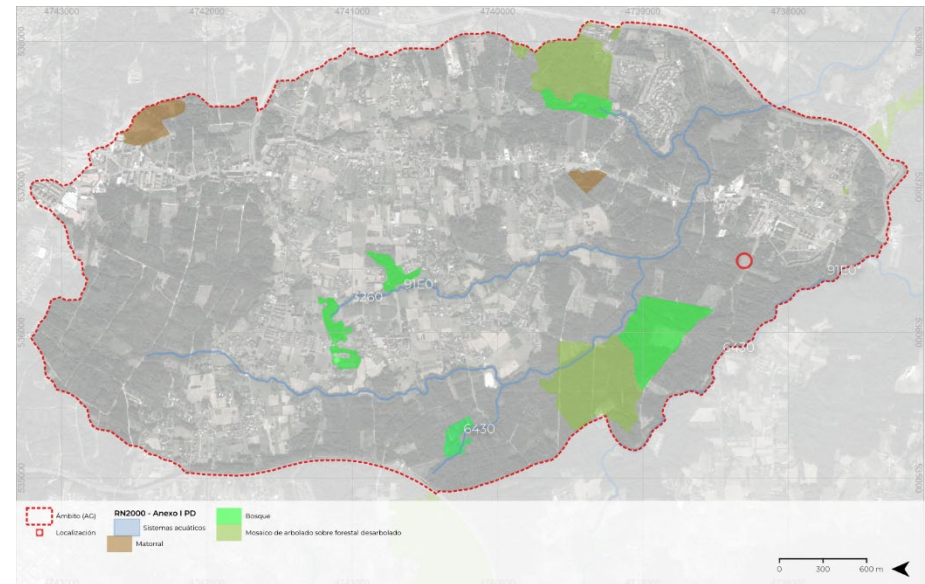 4743000 4742000 4741000 4740000 4739000 4738000
91E0
3260
91E0
6430
6430
Ámbito (AG)
Localización
RN2000 - Anexo I PD
Sistemas acuáticos
Matorral
Bosque
Mosaico de arbolado sobre forestal desarbolado
0 300 600 m